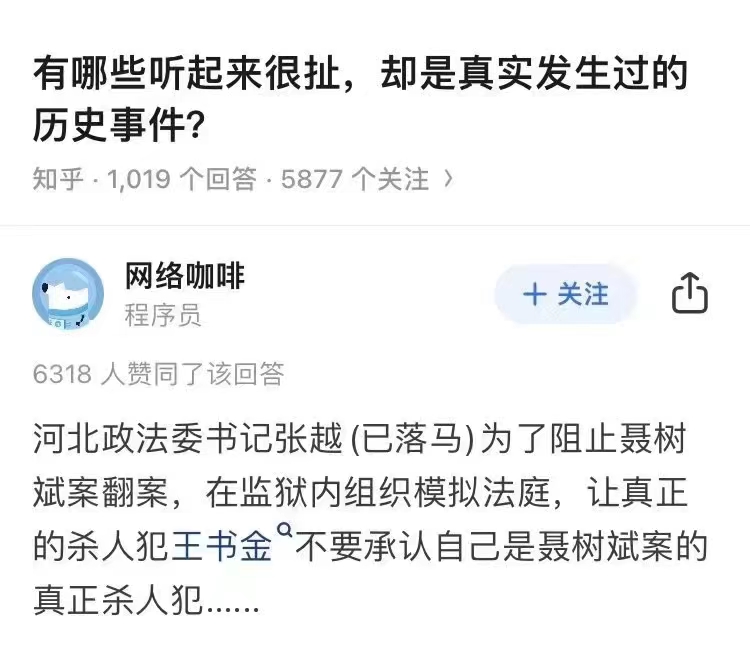 有哪些听起来很扯，却是真实发生过的
历史事件？
知乎 · 1,019 个回答 · 5877 个关注 >
网络咖啡
程序员
+ 关注
6318 人赞同了该回答
河北政法委书记张越(已落马)为了阻止聂树
斌案翻案，在监狱内组织模拟法庭，让真正
的杀人犯王书金不要承认自己是聂树斌案的
真正杀人犯......